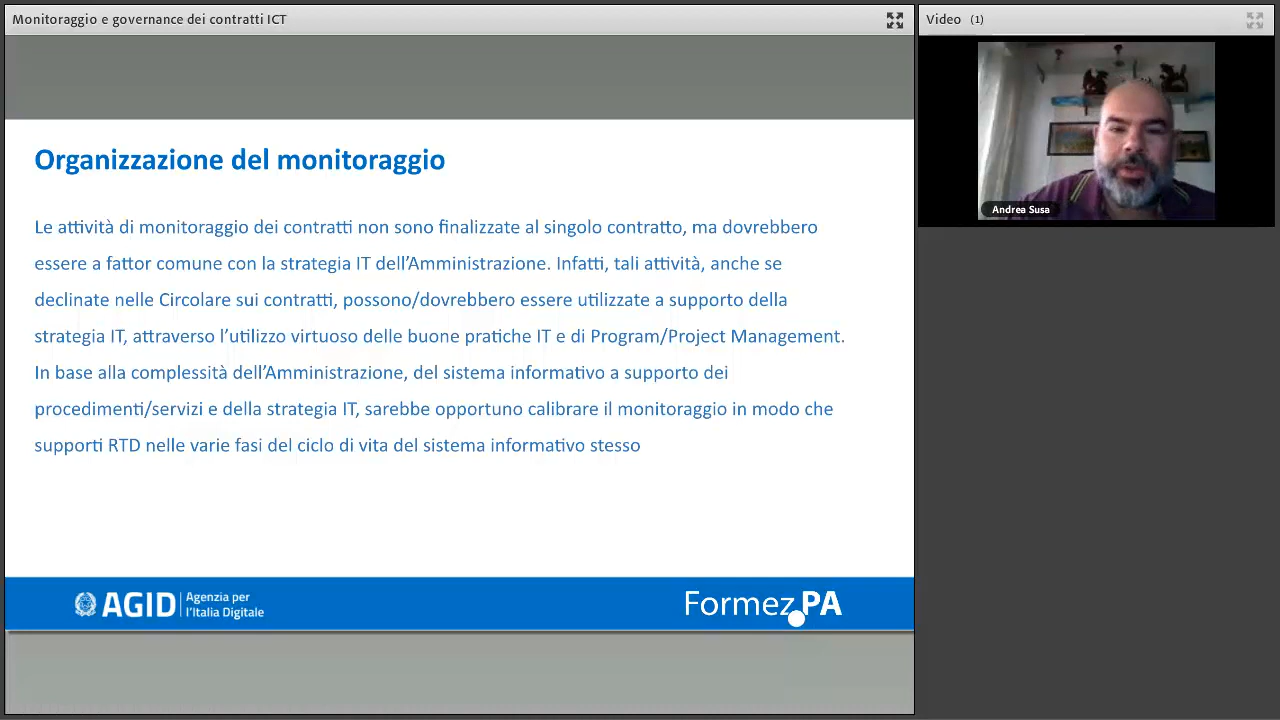 Monitoraggio e governance dei contratti ICT
Video (1)
Andrea Susa
Organizzazione del monitoraggio
Le attività di monitoraggio dei contratti non sono finalizzate al singolo contratto, ma dovrebbero
essere a fattor comune con la strategia IT dell’Amministrazione. Infatti, tali attività, anche se
declinate nelle Circolare sui contratti, possono/dovrebbero essere utilizzate a supporto della
strategia IT, attraverso l’utilizzo virtuoso delle buone pratiche IT e di Program/Project Management.
In base alla complessità dell’Amministrazione, del sistema informativo a supporto dei
procedimenti/servizi e della strategia IT, sarebbe opportuno calibrare il monitoraggio in modo che
supporti RTD nelle varie fasi del ciclo di vita del sistema informativo stesso
AGID
Agenzia per
l’Italia Digitale
Formez PA